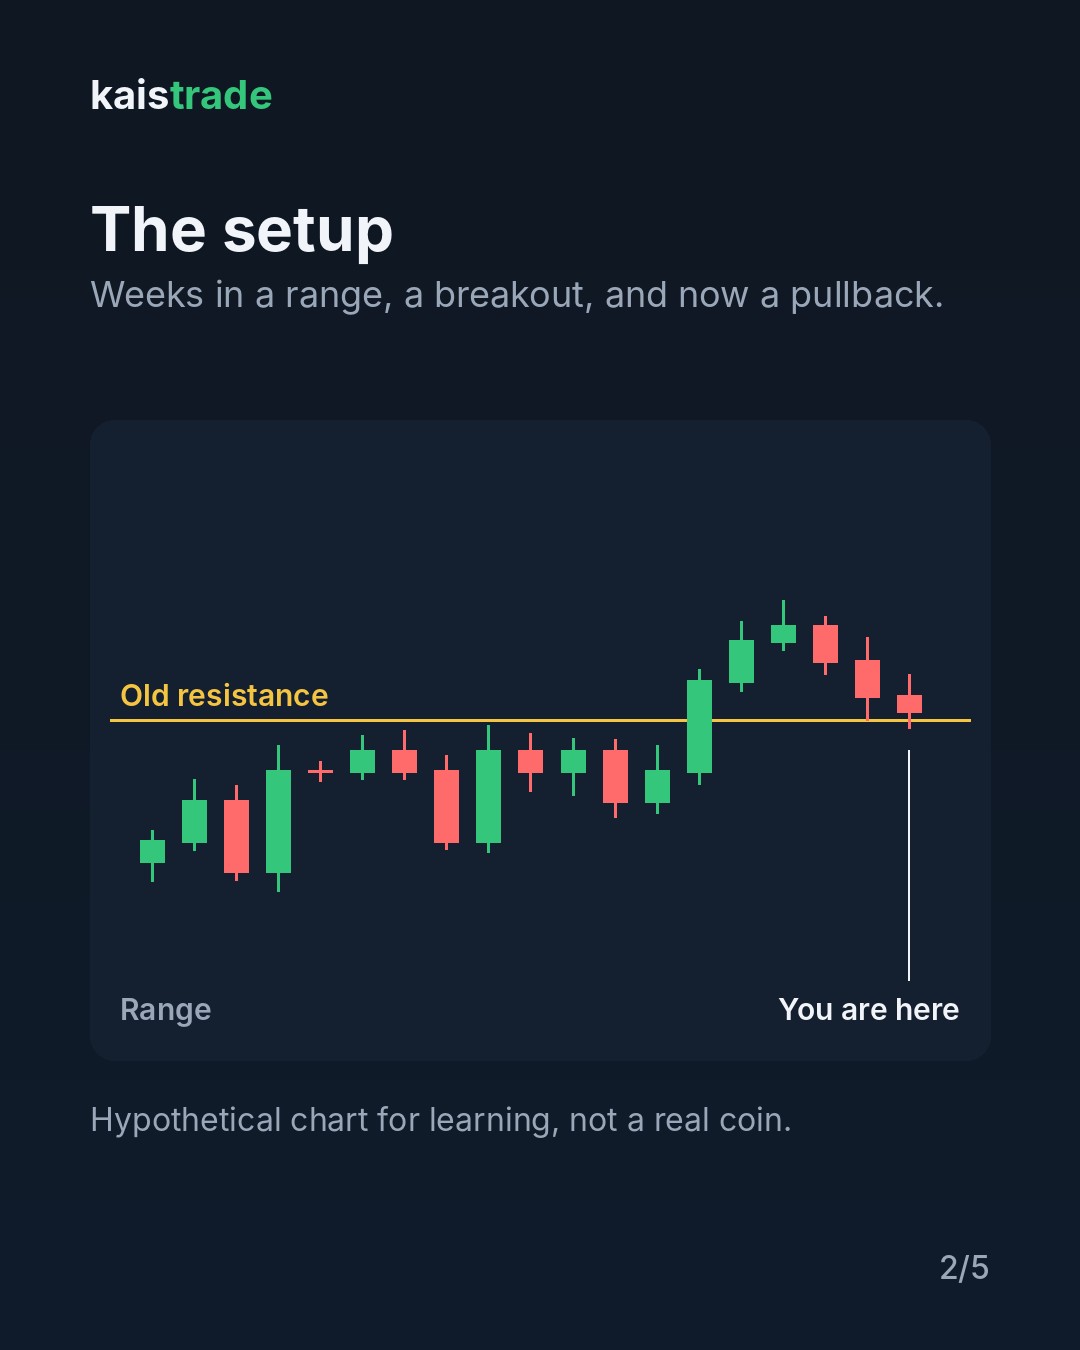 kaistrade
The setup
Weeks in a range, a breakout, and now a pullback.
Old resistance
Range
You are here
Hypothetical chart for learning, not a real coin.
2/5